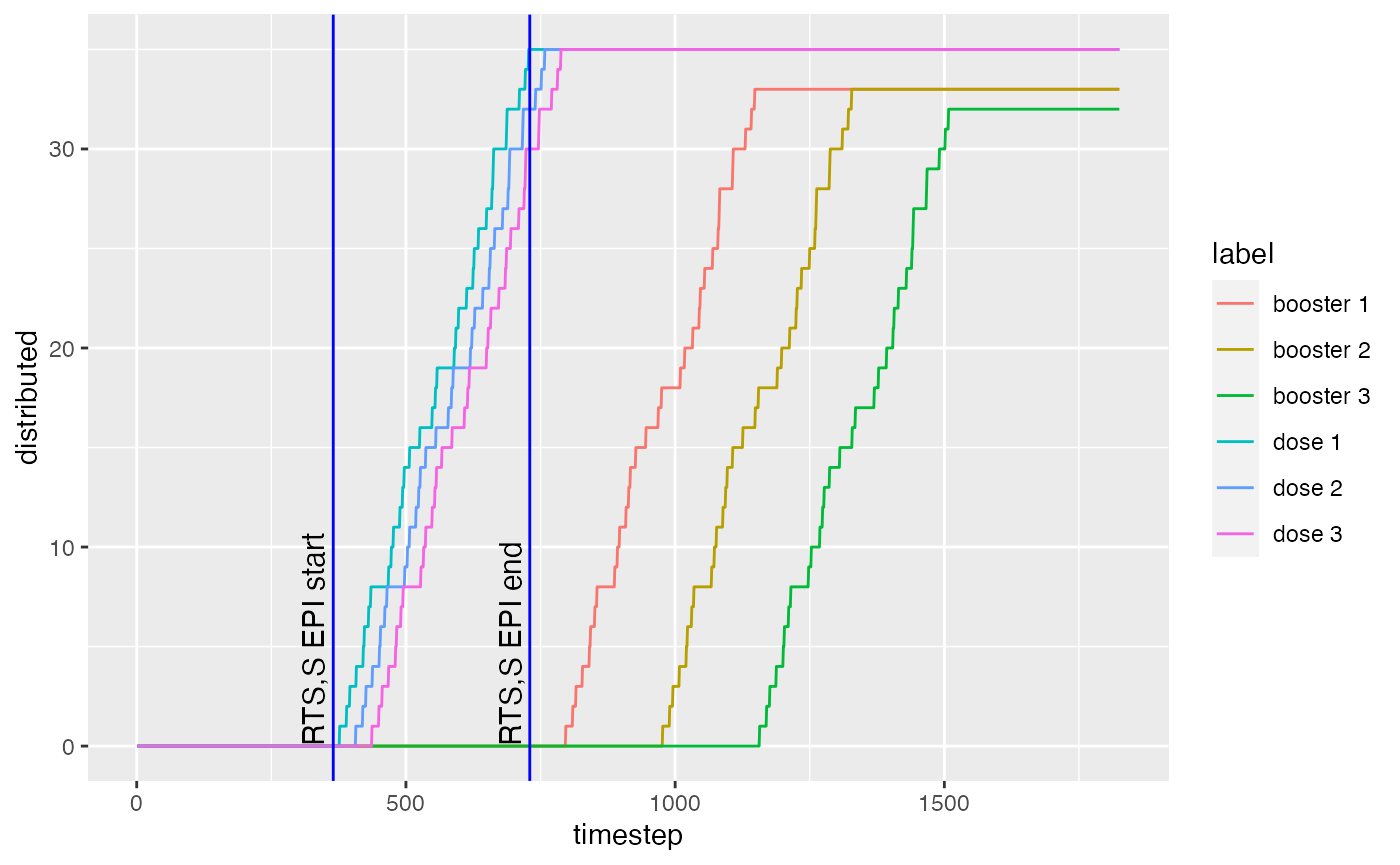 30
20
10
0
distributed
RTS,S EPI start
RTS,S EPI end
0
500
1000
1500
timestep
label
booster 1
booster 2
booster 3
dose 1
dose 2
dose 3